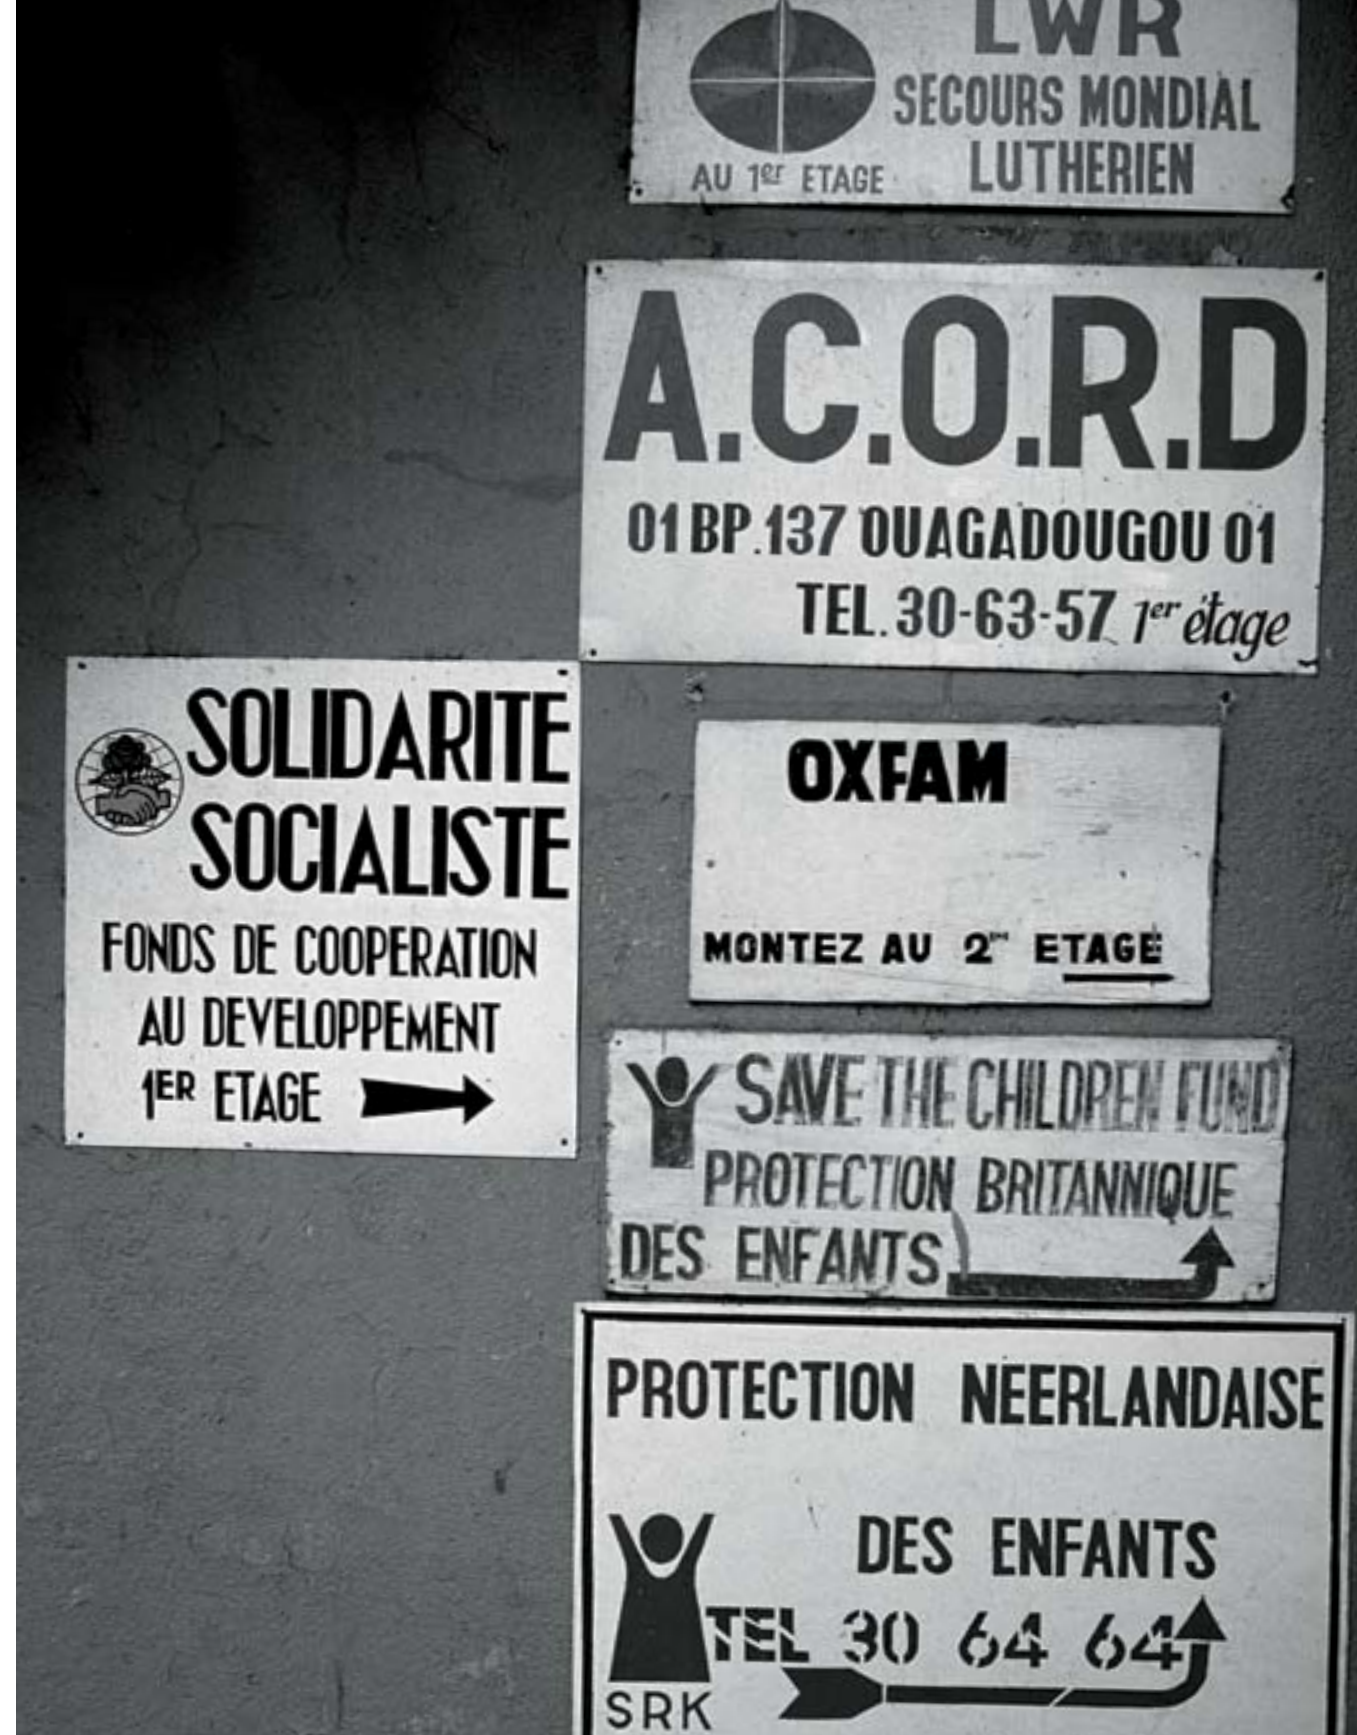 LWR
SECOURS MONDIAL
LUTHERIEN
AU 1er ETAGE
A.C.O.R.D
01 BP.137 OUAGADOUGOU 01
TEL. 30-63-57 1er étage
SOLIDARITE
SOCIALISTE
FONDS DE COOPERATION
AU DEVELOPPEMENT
1ER ETAGE
OXFAM
MONTEZ AU 2me ETAGE
SAVE THE CHILDREN FUND
PROTECTION BRITANNIQUE
DES ENFANTS
PROTECTION NEERLANDAISE
DES ENFANTS
TEL 30 64 64
SRK